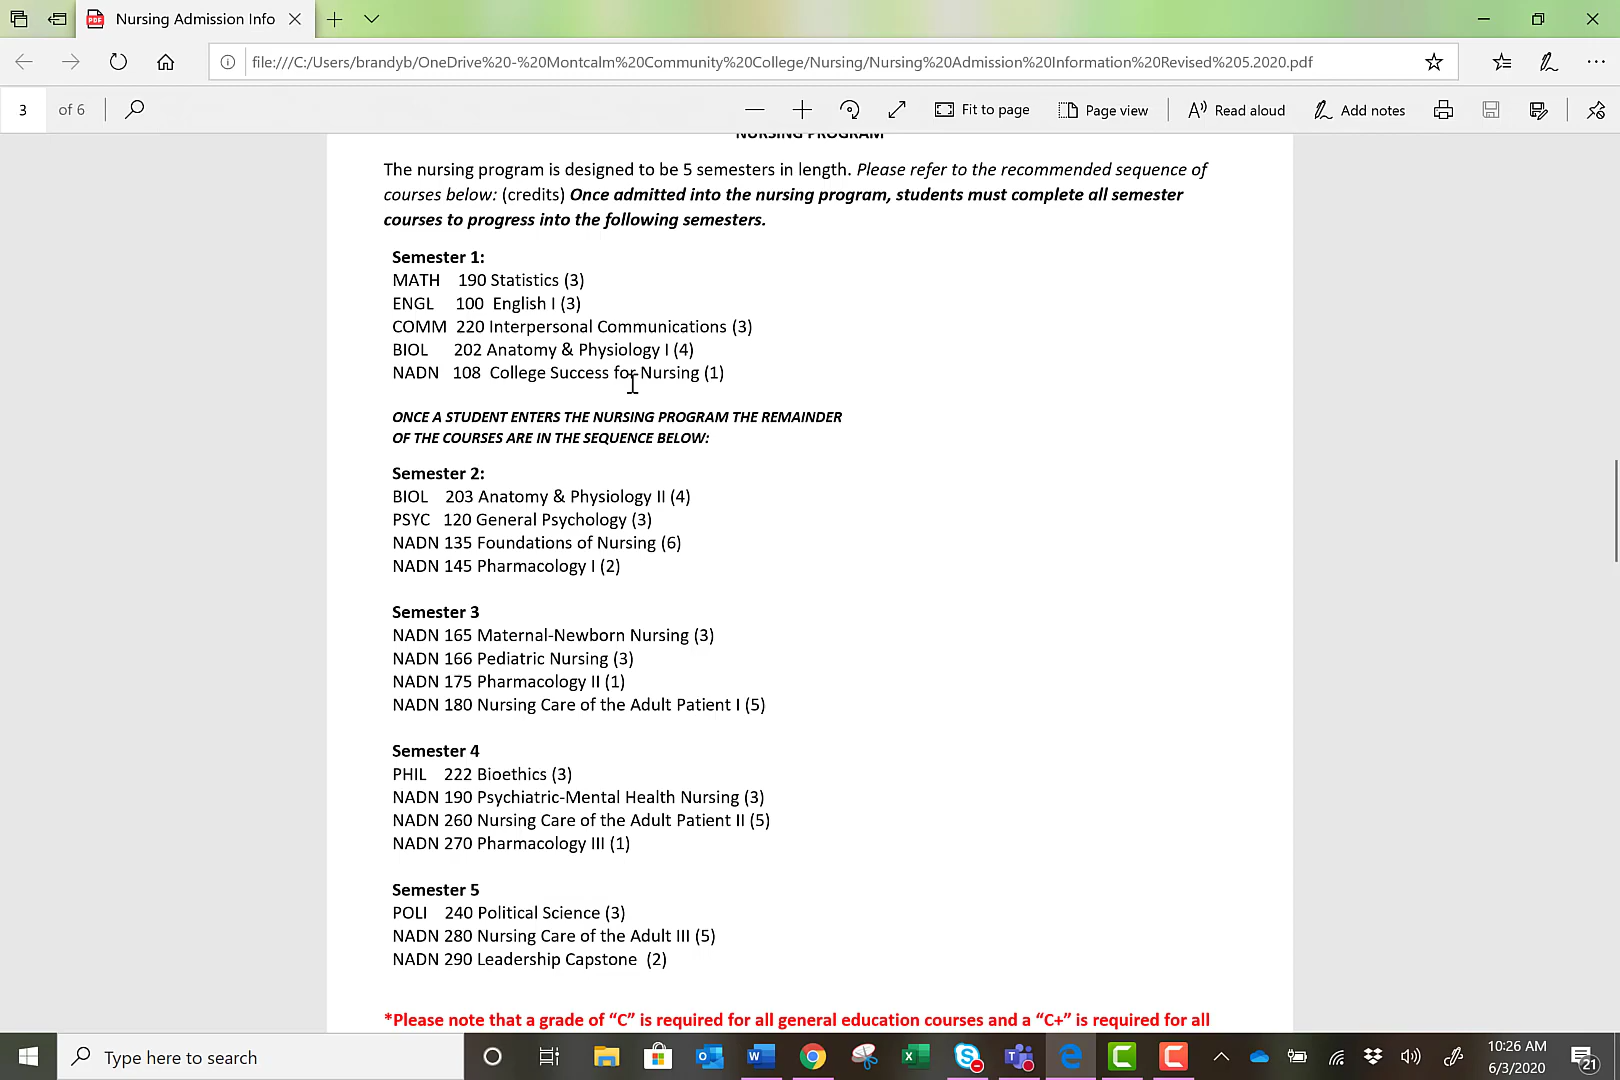 Nursing Admission Info
file:///C:/Users/brandyb/OneDrive%20-%20Montcalm%20Community%20College/Nursing/Nursing%20Admission%20Information%20Revised%205.2020.pdf
3 of 6 Fit to page Page view Read aloud Add notes
NURSING PROGRAM
The nursing program is designed to be 5 semesters in length. Please refer to the recommended sequence of
courses below: (credits) Once admitted into the nursing program, students must complete all semester
courses to progress into the following semesters.
Semester 1:
MATH 190 Statistics (3)
ENGL 100 English I (3)
COMM 220 Interpersonal Communications (3)
BIOL 202 Anatomy & Physiology I (4)
NADN 108 College Success for Nursing (1)
ONCE A STUDENT ENTERS THE NURSING PROGRAM THE REMAINDER
OF THE COURSES ARE IN THE SEQUENCE BELOW:
Semester 2:
BIOL 203 Anatomy & Physiology II (4)
PSYC 120 General Psychology (3)
NADN 135 Foundations of Nursing (6)
NADN 145 Pharmacology I (2)
Semester 3
NADN 165 Maternal-Newborn Nursing (3)
NADN 166 Pediatric Nursing (3)
NADN 175 Pharmacology II (1)
NADN 180 Nursing Care of the Adult Patient I (5)
Semester 4
PHIL 222 Bioethics (3)
NADN 190 Psychiatric-Mental Health Nursing (3)
NADN 260 Nursing Care of the Adult Patient II (5)
NADN 270 Pharmacology III (1)
Semester 5
POLI 240 Political Science (3)
NADN 280 Nursing Care of the Adult III (5)
NADN 290 Leadership Capstone (2)
*Please note that a grade of “C” is required for all general education courses and a “C+” is required for all
Type here to search
10:26 AM
6/3/2020
21